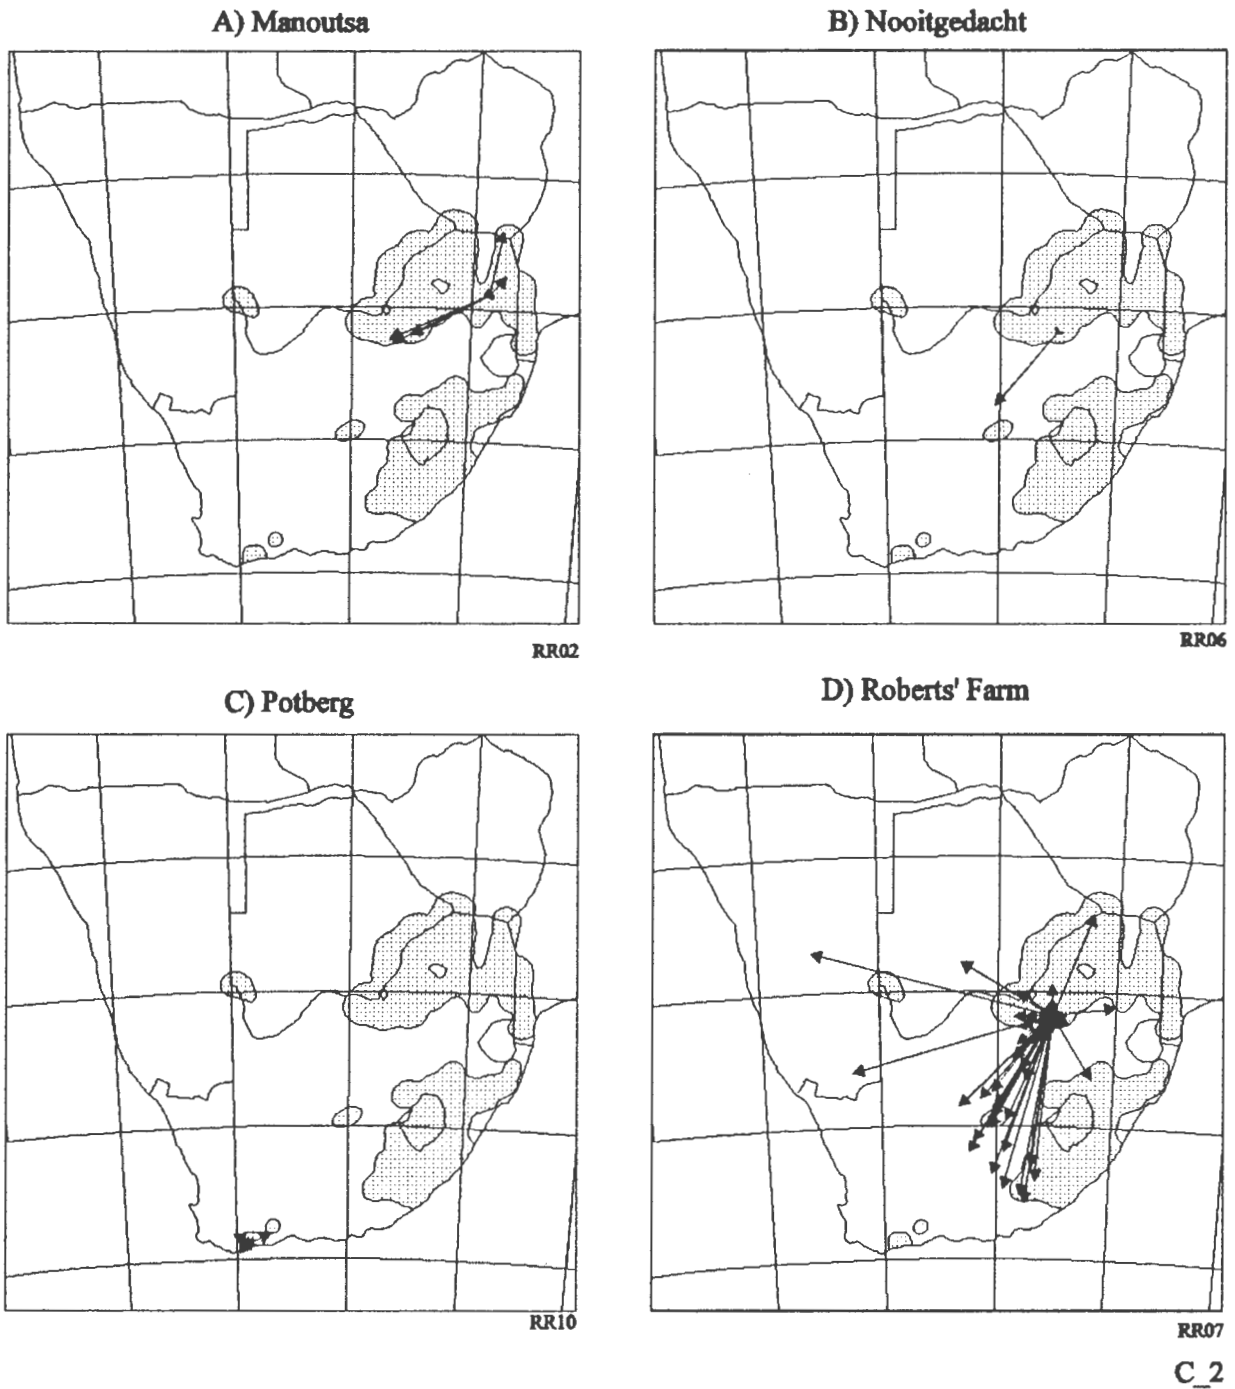 A) Manoutsa
B) Nooitgedacht
RR02
RR06
C) Potberg
D) Roberts' Farm
RR10
RR07
C_2